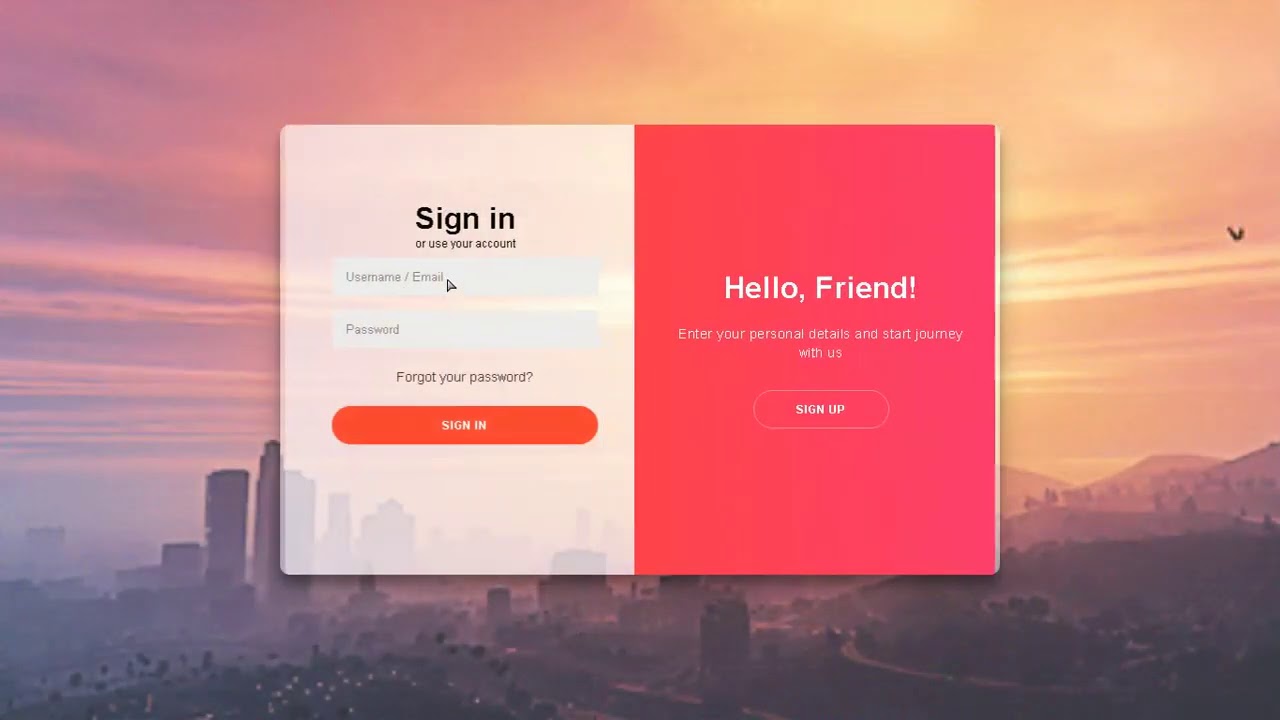 Sign in
or use your account
Username / Email
Password
Forgot your password?
SIGN IN
Hello, Friend!
Enter your personal details and start journey
with us
SIGN UP